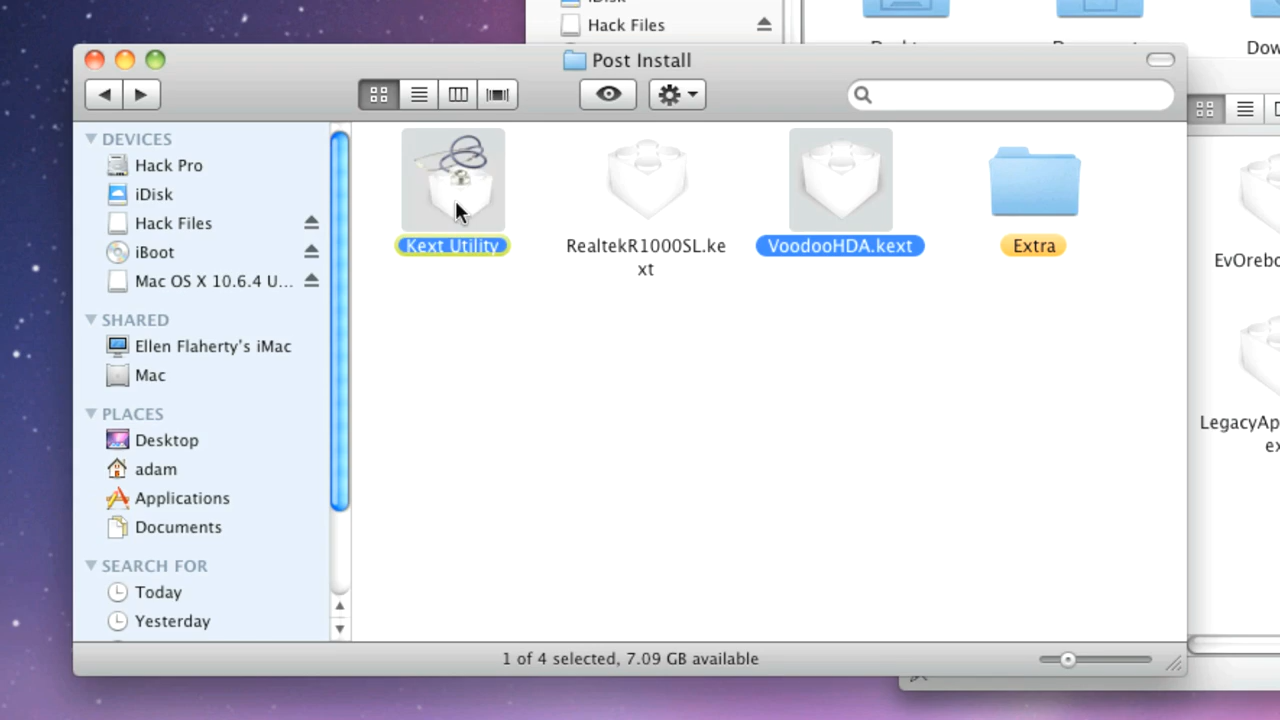 Hack Files
Post Install
DEVICES
Hack Pro
iDisk
Hack Files
iBoot
Mac OS X 10.6.4 U...
SHARED
Ellen Flaherty's iMac
Mac
PLACES
Desktop
adam
Applications
Documents
SEARCH FOR
Today
Yesterday
Kext Utility
RealtekR1000SL.ke
xt
VoodooHDA.kext
Extra
1 of 4 selected, 7.09 GB available
Dow
EvOrebo
LegacyAp
ex